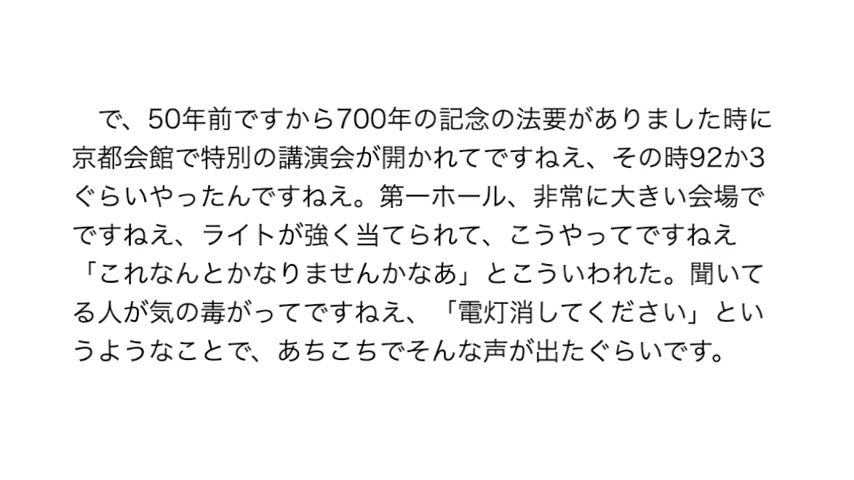 で、50年前ですから700年の記念の法要がありました時に
京都会館で特別の講演会が開かれてですねえ、その時92か3
ぐらいやったんですねえ。第一ホール、非常に大きい会場で
ですねえ、ライトが強く当てられて、こうやってですねえ
「これなんとかなりませんかなあ」とこういわれた。聞いて
る人が気の毒がってですねえ、「電灯消してください」とい
うようなことで、あちこちでそんな声が出たぐらいです。